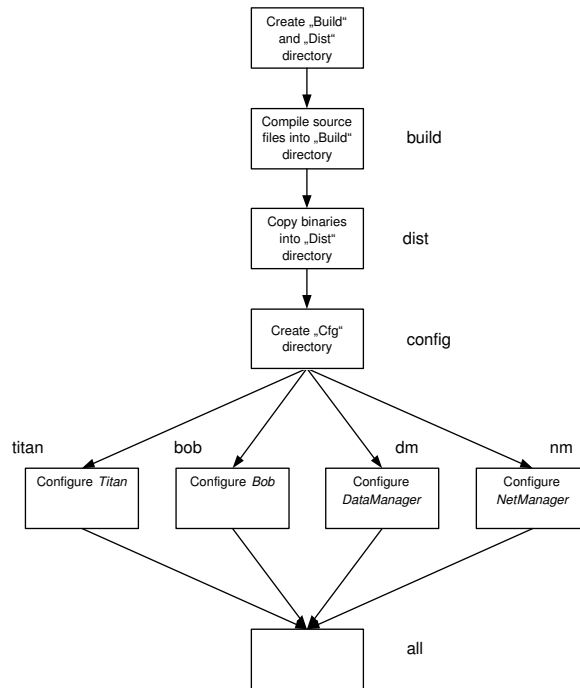 Create „Build“
and „Dist“
directory
Compile source
files into „Build“
directory
build
Copy binaries
into „Dist“
directory
dist
Create „Cfg“
directory
config
titan
bob
dm
nm
Configure Titan
Configure Bob
Configure
DataManager
Configure
NetManager
all